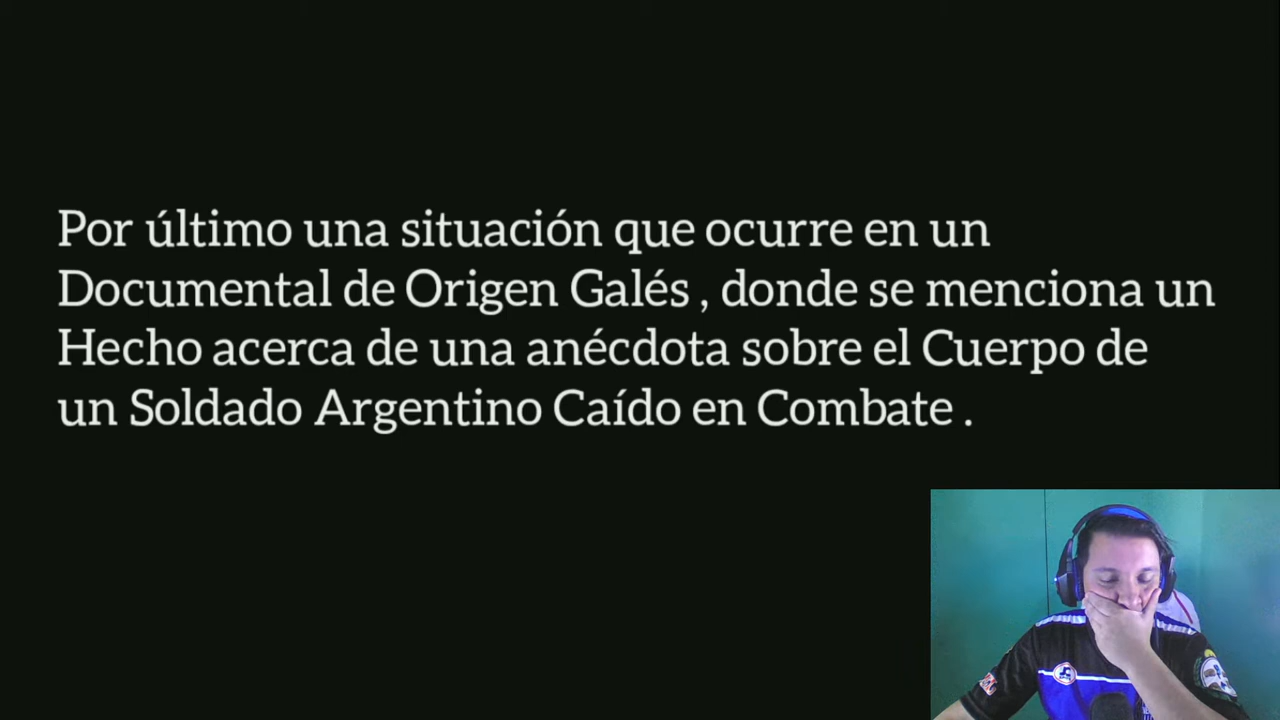 Por último una situación que ocurre en un
Documental de Origen Galés , donde se menciona un
Hecho acerca de una anécdota sobre el Cuerpo de
un Soldado Argentino Caído en Combate .